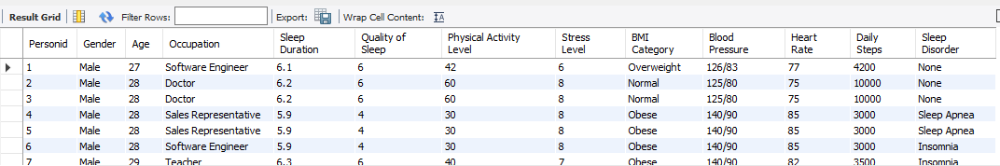 Result Grid Filter Rows: Export: Wrap Cell Content:
Personid Gender Age Occupation Sleep Duration Quality of Sleep Physical Activity Level Stress Level BMI Category Blood Pressure Heart Rate Daily Steps Sleep Disorder
1 Male 27 Software Engineer 6.1 6 42 6 Overweight 126/83 77 4200 None
2 Male 28 Doctor 6.2 6 60 8 Normal 125/80 75 10000 None
3 Male 28 Doctor 6.2 6 60 8 Normal 125/80 75 10000 None
4 Male 28 Sales Representative 5.9 4 30 8 Obese 140/90 85 3000 Sleep Apnea
5 Male 28 Sales Representative 5.9 4 30 8 Obese 140/90 85 3000 Sleep Apnea
6 Male 28 Software Engineer 5.9 4 30 8 Obese 140/90 85 3000 Insomnia
7 Male 29 Teacher 6.3 6 40 7 Obese 140/90 82 3500 Insomnia